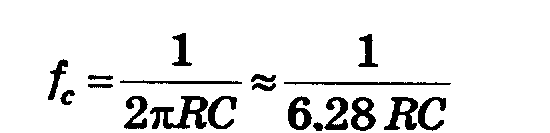 f_c = 1/(2πRC) ≈ 1/(6,28 RC)